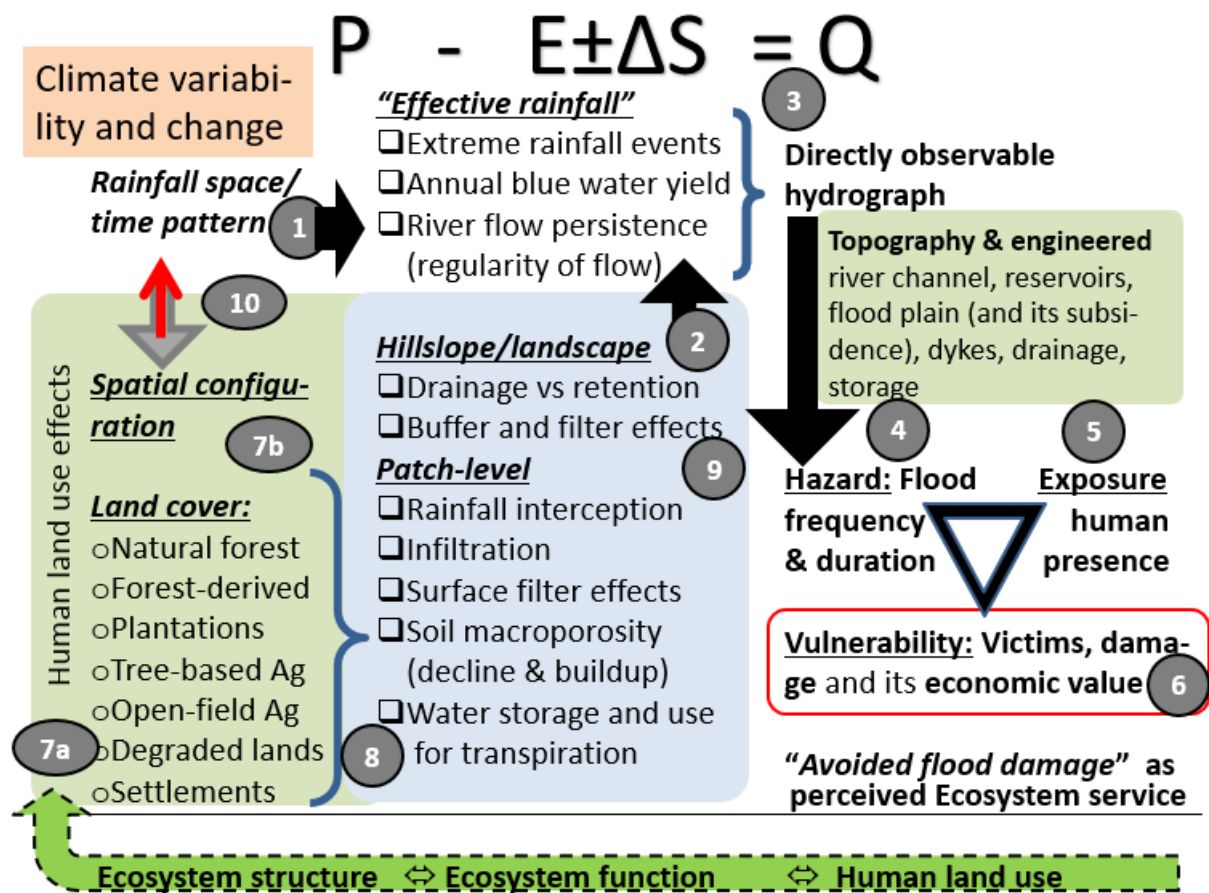 P - E±ΔS = Q
Climate variabi-
lity and change
Rainfall space/
time pattern
1
“Effective rainfall”
❑Extreme rainfall events
❑Annual blue water yield
❑River flow persistence
(regularity of flow)
3
Directly observable
hydrograph
Topography & engineered
river channel, reservoirs,
flood plain (and its subsi-
dence), dykes, drainage,
storage
10
Human land use effects
Spatial configu-
ration
7b
Land cover:
oNatural forest
oForest-derived
oPlantations
oTree-based Ag
oOpen-field Ag
oDegraded lands
oSettlements
7a
2
Hillslope/landscape
❑Drainage vs retention
❑Buffer and filter effects
9
Patch-level
❑Rainfall interception
❑Infiltration
❑Surface filter effects
❑Soil macroporosity
(decline & buildup)
❑Water storage and use
for transpiration
8
4
Hazard: Flood
frequency
& duration
5
Exposure
human
presence
Vulnerability: Victims, dama-
ge and its economic value
6
“Avoided flood damage” as
perceived Ecosystem service
Ecosystem structure ⇔ Ecosystem function ⇔ Human land use